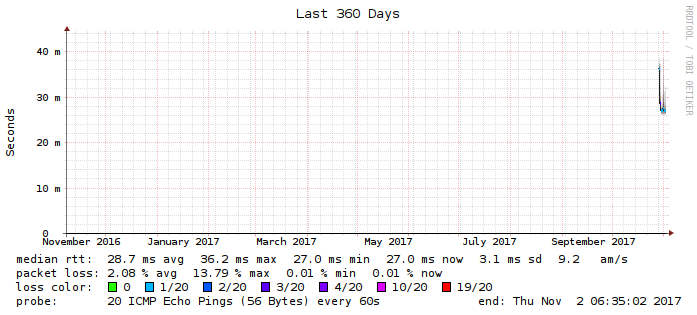 Last 360 Days
RRDTOOL / TOBI OETIKER
Seconds
40 m
30 m
20 m
10 m
0
November 2016 January 2017 March 2017 May 2017 July 2017 September 2017
median rtt: 28.7 ms avg 36.2 ms max 27.0 ms min 27.0 ms now 3.1 ms sd 9.2 am/s
packet loss: 2.08 % avg 13.79 % max 0.01 % min 0.01 % now
loss color: 0 1/20 2/20 3/20 4/20 10/20 19/20
probe: 20 ICMP Echo Pings (56 Bytes) every 60s end: Thu Nov 2 06:35:02 2017